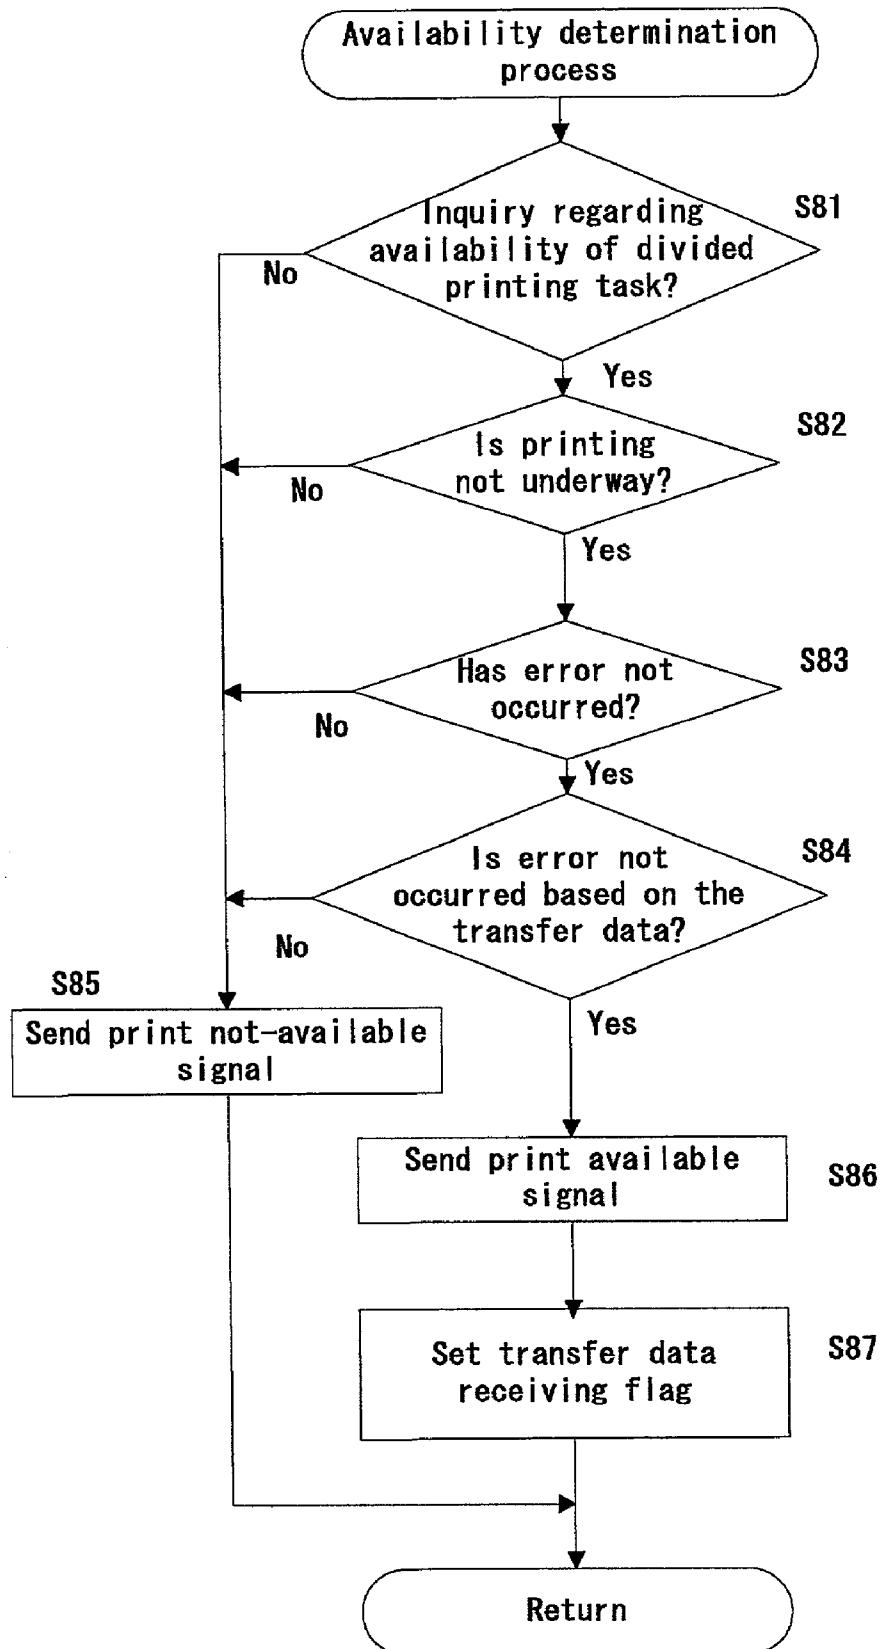 Availability determination
process
S81
Inquiry regarding
availability of divided
printing task?
No
Yes
S82
Is printing
not underway?
No
Yes
S83
Has error not
occurred?
No
Yes
S84
Is error not
occurred based on the
transfer data?
No
Yes
S85
Send print not-available
signal
Send print available
signal
S86
Set transfer data
receiving flag
S87
Return